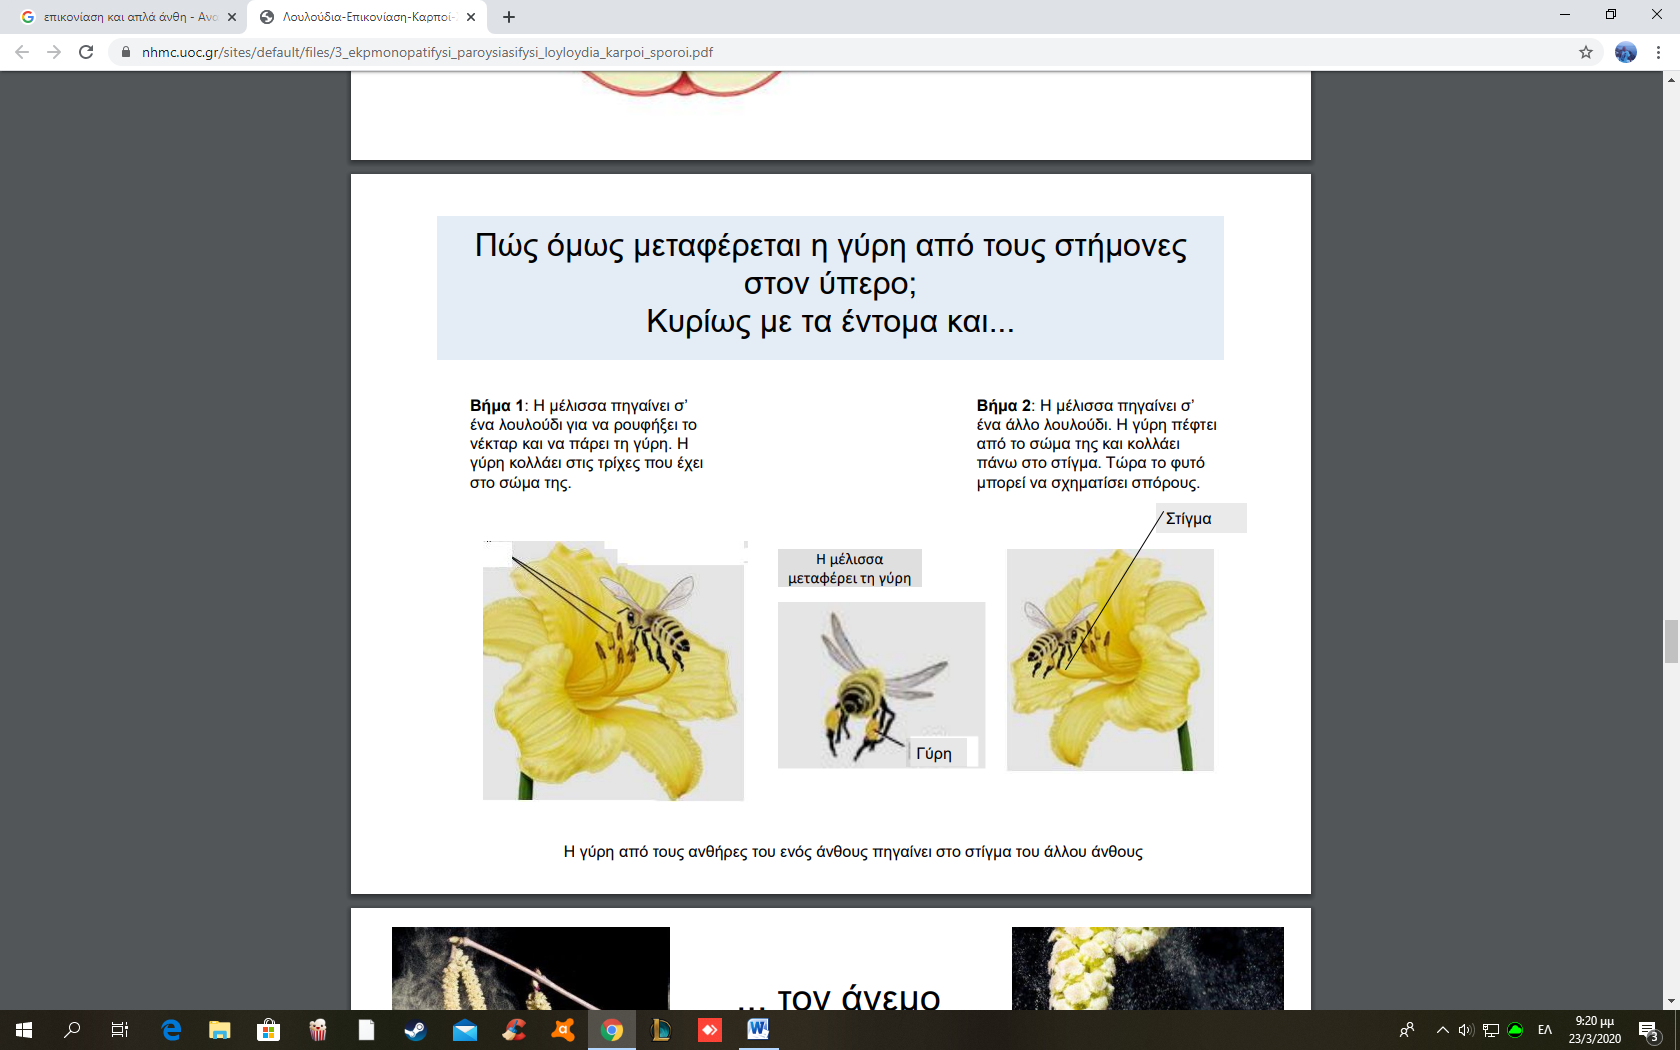 επικονίαση και απλά άνθη - Ανα
Λουλούδια-Επικονίαση-Καρποί-
nhmc.uoc.gr/sites/default/files/3_ekpmonopatifysi_paroysiasifysi_loyloydia_karpoi_sporoi.pdf
Πώς όμως μεταφέρεται η γύρη από τους στήμονες
στον ύπερο;
Κυρίως με τα έντομα και...
Βήμα 1: Η μέλισσα πηγαίνει σ’
ένα λουλούδι για να ρουφήξει το
νέκταρ και να πάρει τη γύρη. Η
γύρη κολλάει στις τρίχες που έχει
στο σώμα της.
Βήμα 2: Η μέλισσα πηγαίνει σ’
ένα άλλο λουλούδι. Η γύρη πέφτει
από το σώμα της και κολλάει
πάνω στο στίγμα. Τώρα το φυτό
μπορεί να σχηματίσει σπόρους.
Στίγμα
Η μέλισσα
μεταφέρει τη γύρη
Γύρη
Η γύρη από τους ανθήρες του ενός άνθους πηγαίνει στο στίγμα του άλλου άνθους
... τον άνεμο
ΕΛ
9:20 μμ
23/3/2020
3